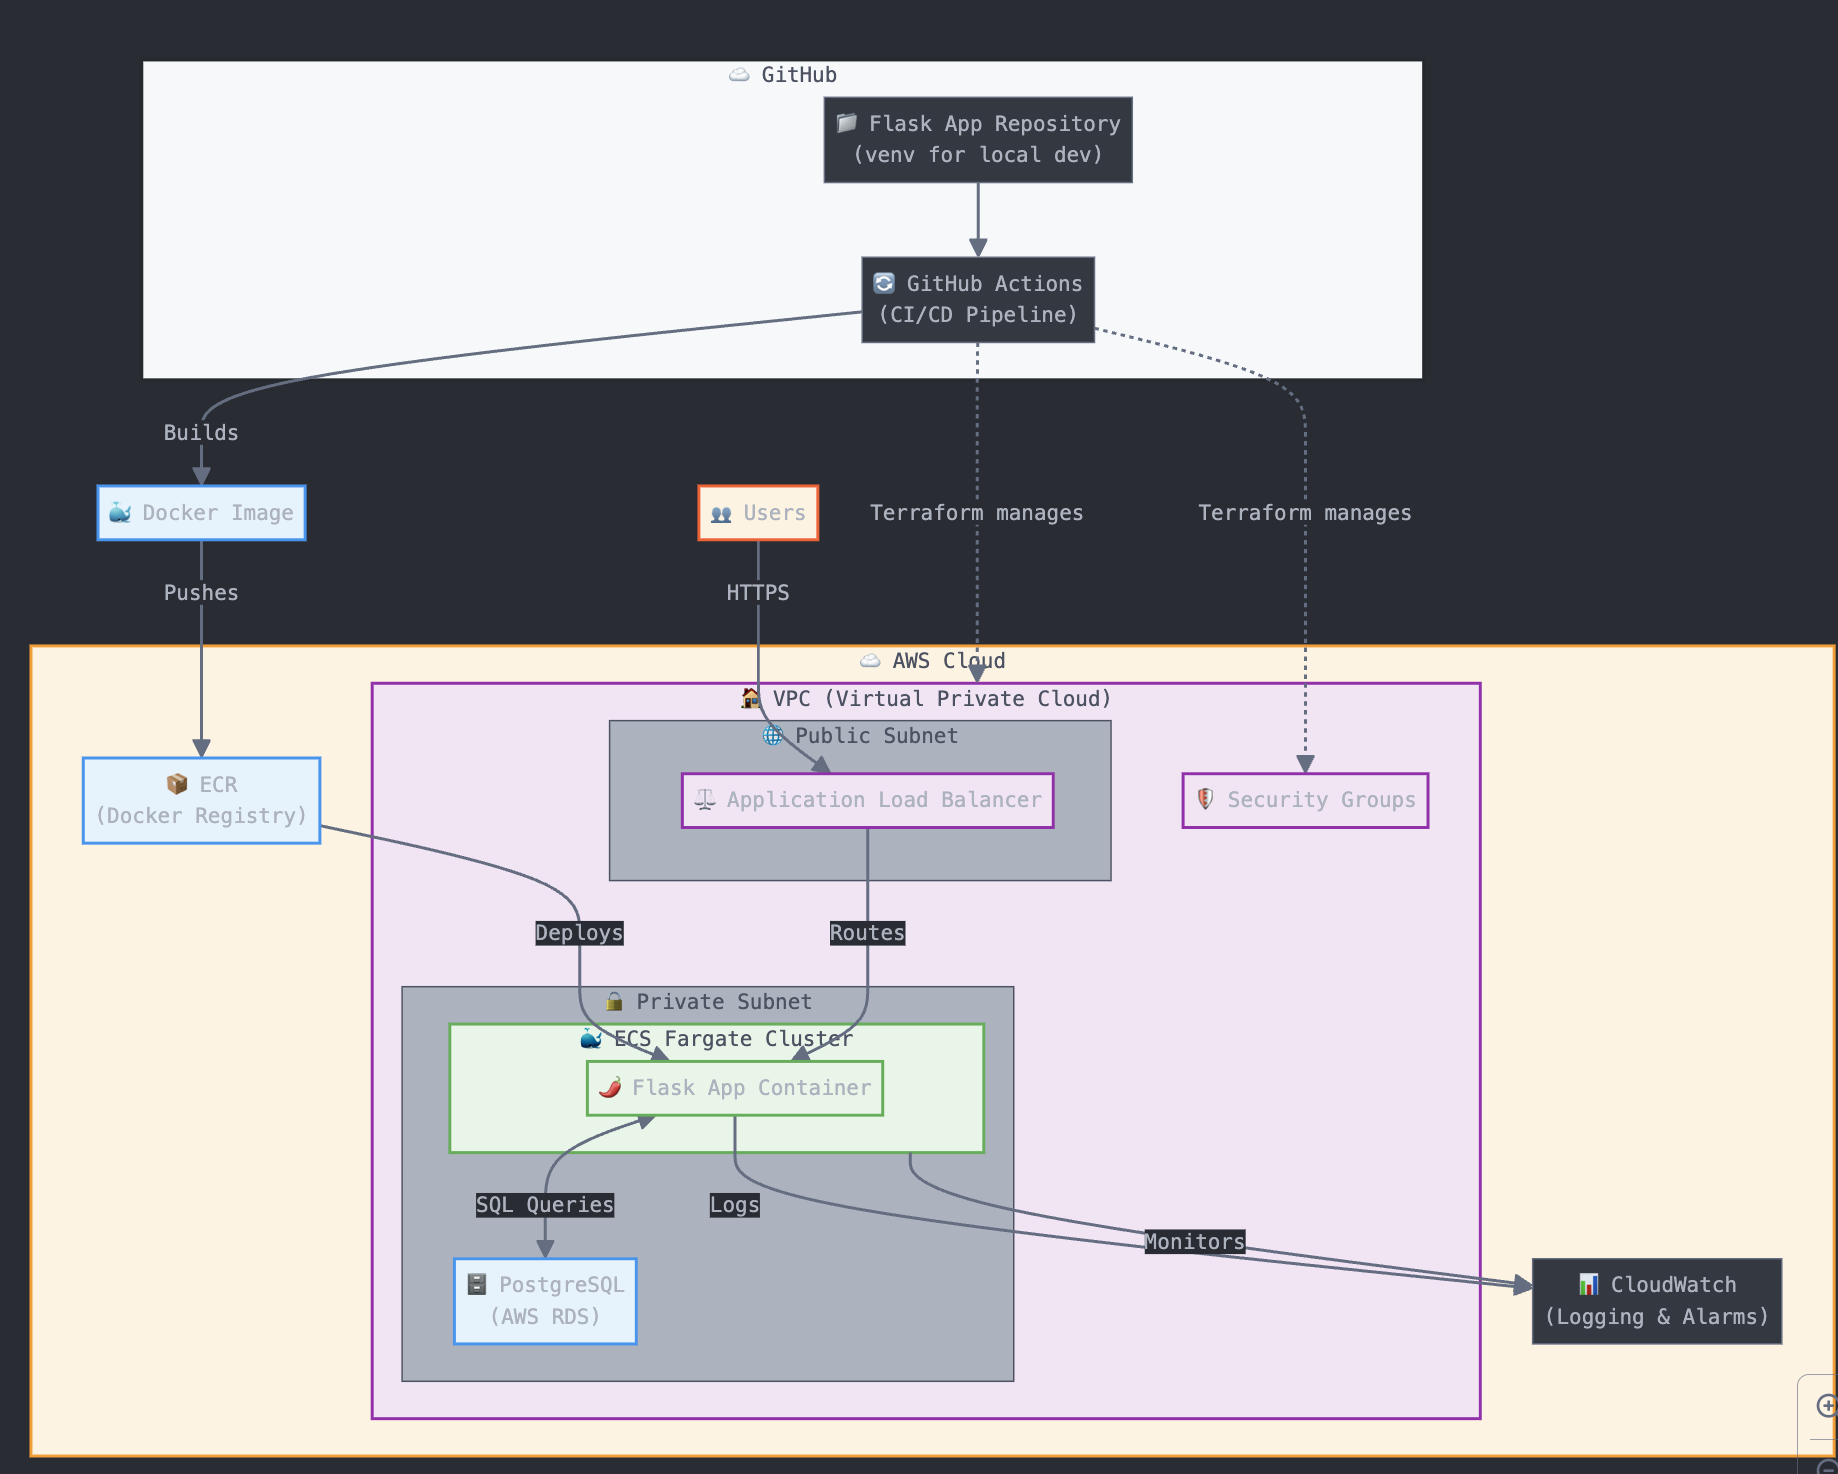 GitHub
Flask App Repository
(venv for local dev)
GitHub Actions
(CI/CD Pipeline)
Builds
Docker Image
Users
Terraform manages
Terraform manages
Pushes
HTTPS
AWS Cloud
VPC (Virtual Private Cloud)
Public Subnet
ECR
(Docker Registry)
Application Load Balancer
Security Groups
Deploys
Routes
Private Subnet
ECS Fargate Cluster
Flask App Container
SQL Queries
Logs
Monitors
PostgreSQL
(AWS RDS)
CloudWatch
(Logging & Alarms)